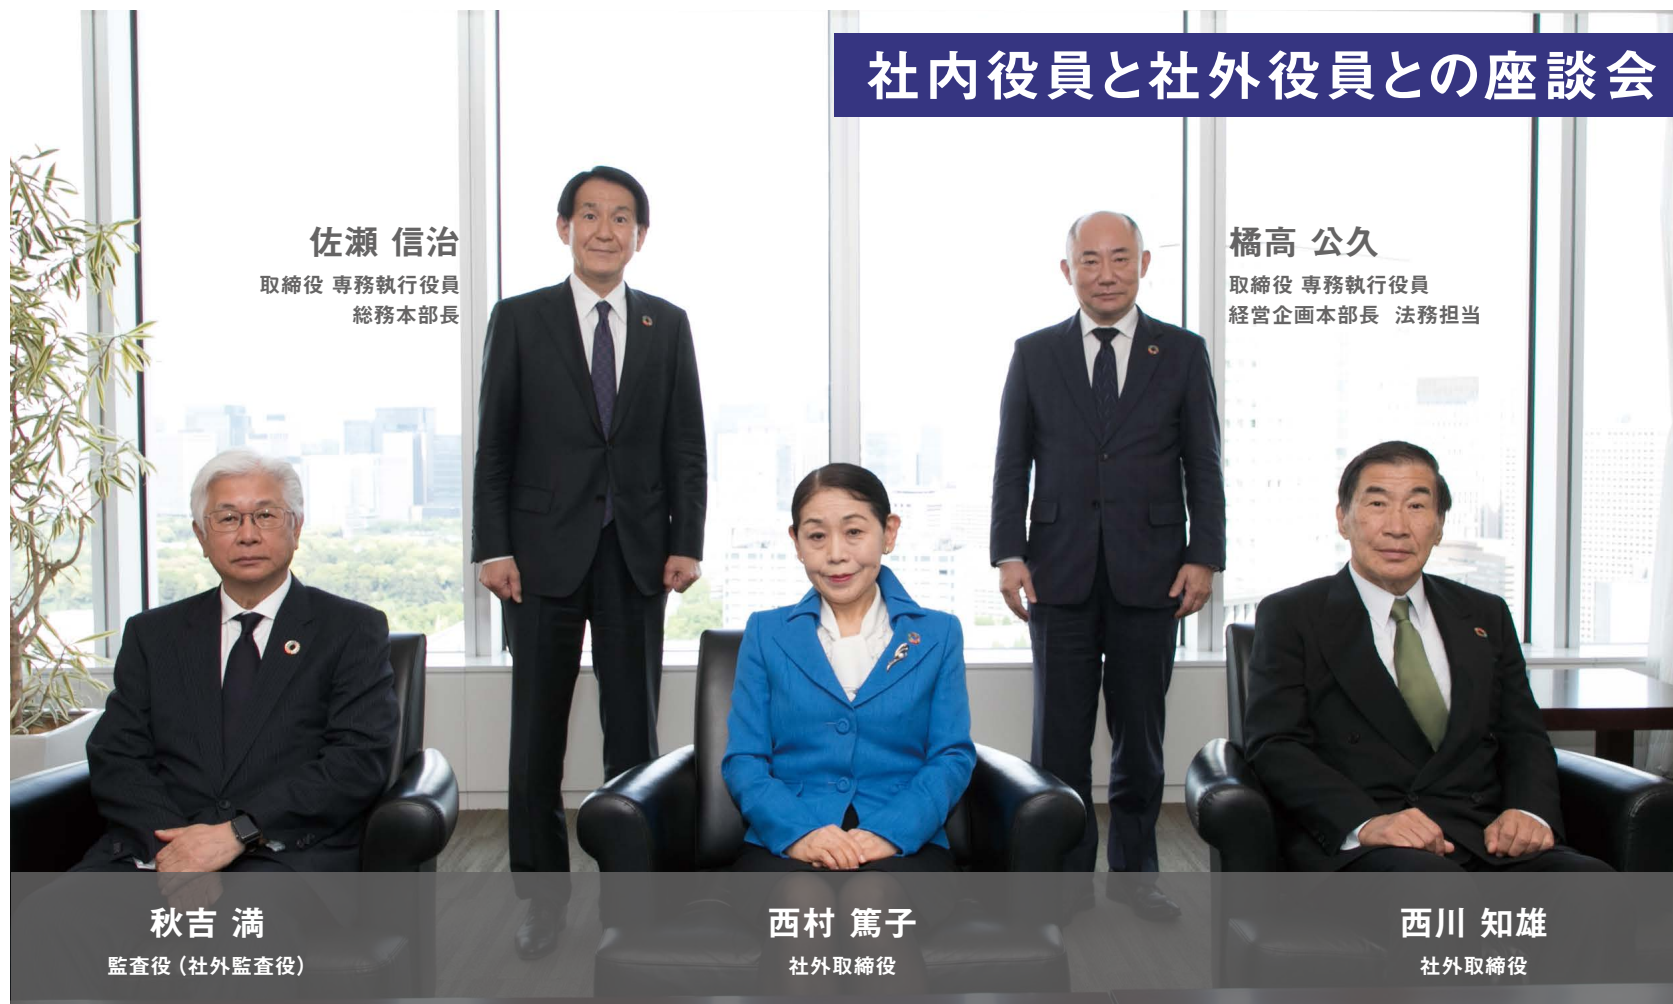 社内役員と社外役員との座談会
佐瀬 信治
取締役 専務執行役員
総務本部長
橘高 公久
取締役 専務執行役員
経営企画本部長 法務担当
秋吉 満
監査役（社外監査役）
西村 篤子
社外取締役
西川 知雄
社外取締役